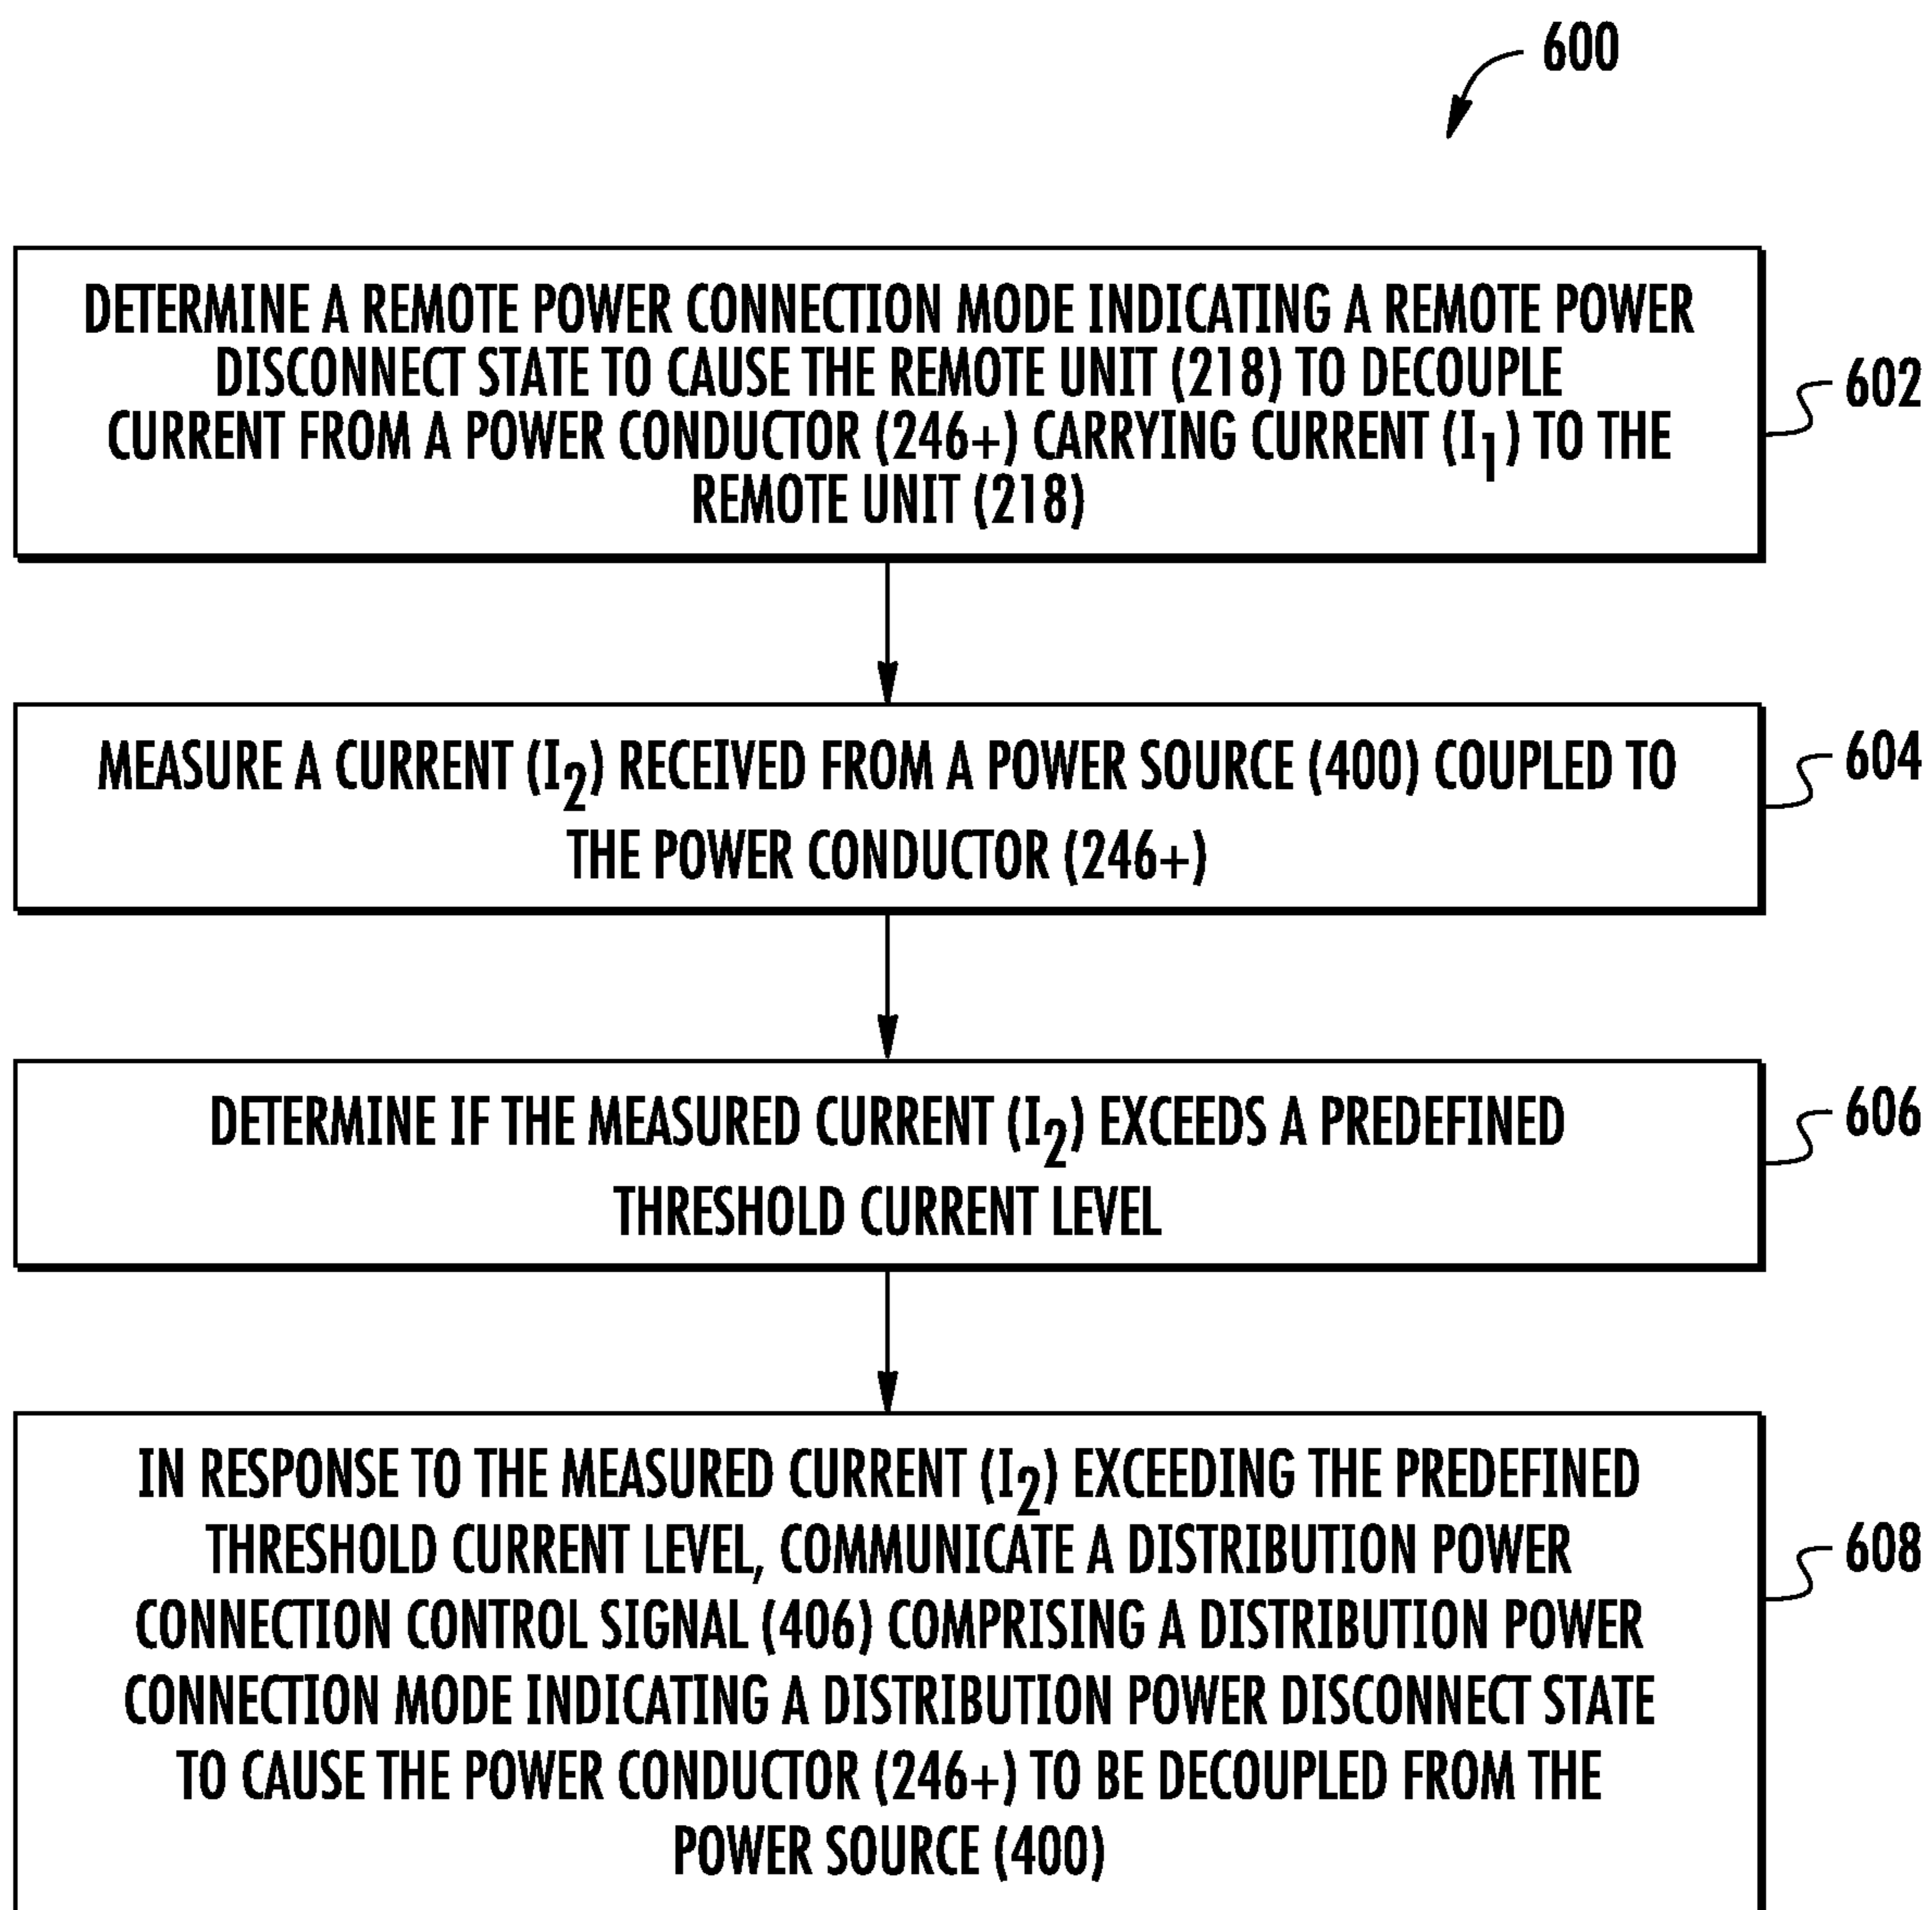 600
DETERMINE A REMOTE POWER CONNECTION MODE INDICATING A REMOTE POWER
DISCONNECT STATE TO CAUSE THE REMOTE UNIT (218) TO DECOUPLE
CURRENT FROM A POWER CONDUCTOR (246+) CARRYING CURRENT (I1) TO THE
REMOTE UNIT (218)
602
MEASURE A CURRENT (I2) RECEIVED FROM A POWER SOURCE (400) COUPLED TO
THE POWER CONDUCTOR (246+)
604
DETERMINE IF THE MEASURED CURRENT (I2) EXCEEDS A PREDEFINED
THRESHOLD CURRENT LEVEL
606
IN RESPONSE TO THE MEASURED CURRENT (I2) EXCEEDING THE PREDEFINED
THRESHOLD CURRENT LEVEL, COMMUNICATE A DISTRIBUTION POWER
CONNECTION CONTROL SIGNAL (406) COMPRISING A DISTRIBUTION POWER
CONNECTION MODE INDICATING A DISTRIBUTION POWER DISCONNECT STATE
TO CAUSE THE POWER CONDUCTOR (246+) TO BE DECOUPLED FROM THE
POWER SOURCE (400)
608